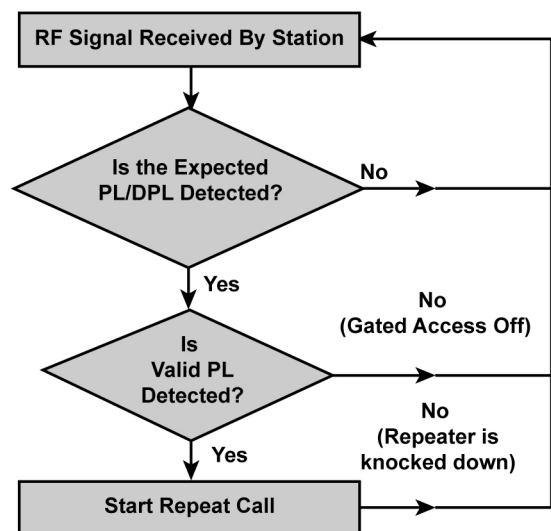 RF Signal Received By Station
Is the Expected
PL/DPL Detected?
No
Yes
Is
Valid PL
Detected?
No
(Gated Access Off)
Yes
No
(Repeater is
knocked down)
Start Repeat Call